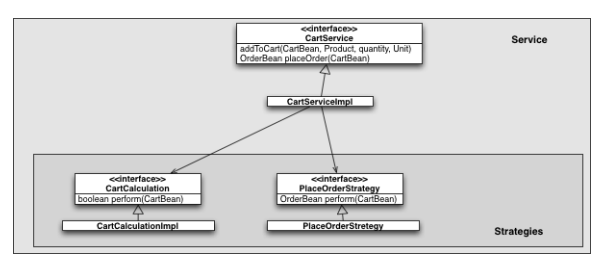 <<interface>>
CartService
addToCart(CartBean, Product, quantity, Unit)
OrderBean placeOrder(CartBean)
Service
CartServiceImpl
<<interface>>
CartCalculation
boolean perform(CartBean)
CartCalculationImpl
<<interface>>
PlaceOrderStrategy
OrderBean perform(CartBean)
PlaceOrderStretegy
Strategies